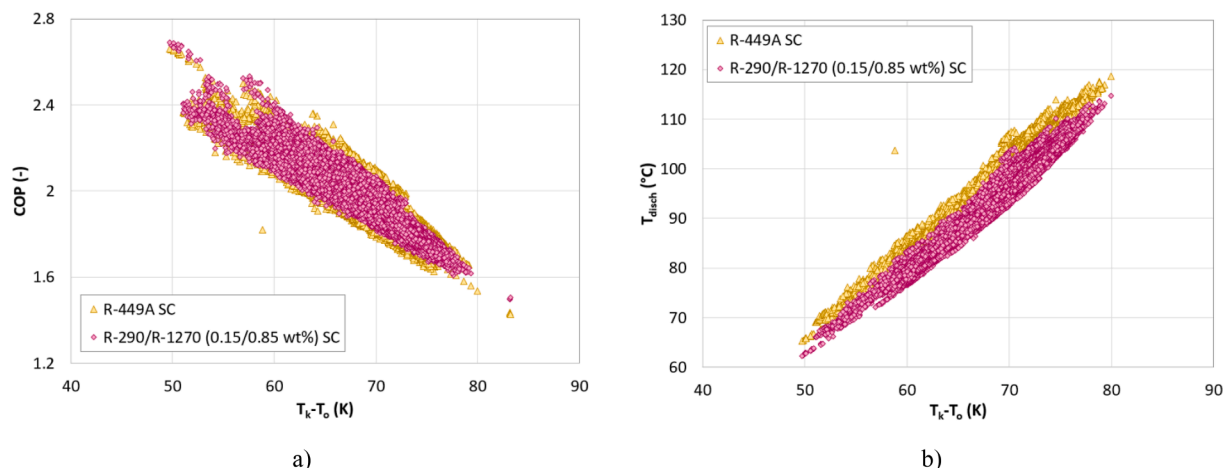 2.8
2.4
2
1.6
1.2
COP (-)
R-449A SC
R-290/R-1270 (0.15/0.85 wt%) SC
40 50 60 70 80 90
Tk-To (K)
a)
130
120
110
100
90
80
70
60
Tdisch (°C)
R-449A SC
R-290/R-1270 (0.15/0.85 wt%) SC
40 50 60 70 80 90
Tk-To (K)
b)